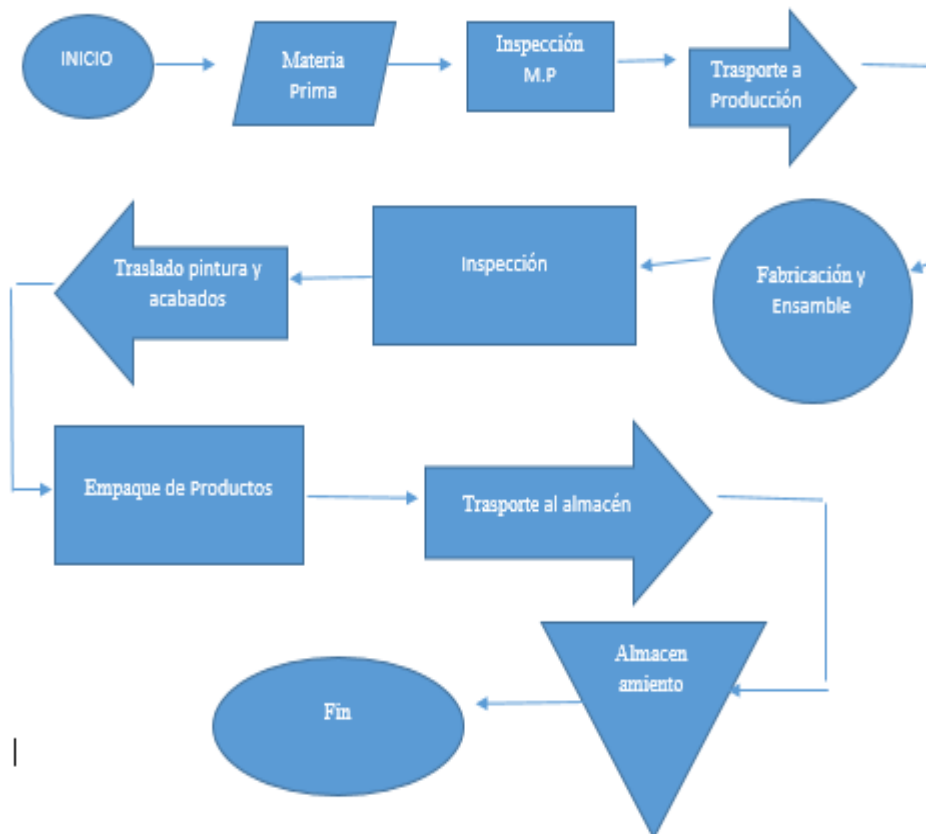 INICIO
Materia
Prima
Inspección
M.P
Trasporte a
Producción
Fabricación y
Ensamble
Inspección
Traslado pintura y
acabados
Empaque de Productos
Trasporte al almacén
Almacen
amiento
Fin